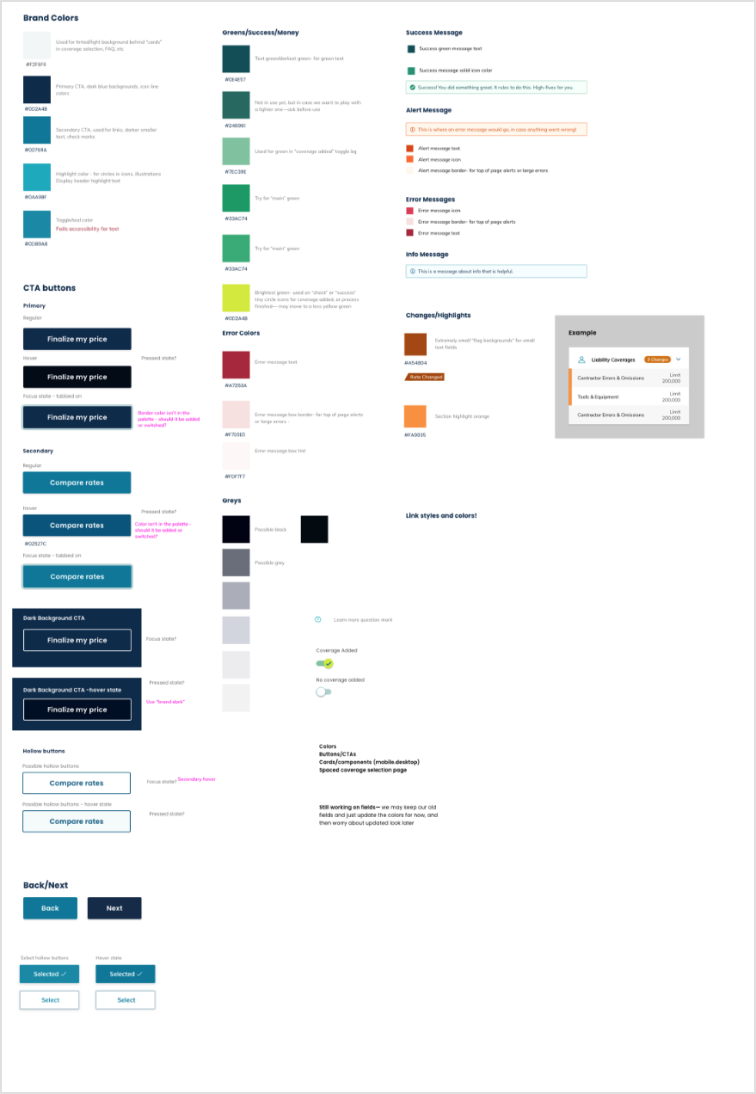 Brand Colors
Used for tinted/light background behind "cards"
in coverage selection, FAQ, etc
Primary CTA, dark blue backgrounds, icon line
colors
#0D2A4B
Secondary CTA, used for links, darker smaller
text, check marks
Highlight color - for circles in icons, illustrations
Display header highlight text
Toggle/tool color
Fails accessibility for text
CTA buttons
Primary
Regular
Finalize my price
Hover
Pressed state?
Finalize my price
Focus state - tabbed on
Finalize my price
Border color isn't in the
palette - should it be added
or switched?
Secondary
Regular
Compare rates
Hover
Pressed state?
Compare rates
Color isn't in the palette -
should it be added or
switched?
#02527C
Focus state - tabbed on
Compare rates
Dark Background CTA
Finalize my price
Focus state?
Dark Background CTA -hover state
Finalize my price
Pressed state?
Use "brand dark"
Hollow buttons
Possible hollow buttons
Compare rates
Focus state?
Secondary hover
Possible hollow buttons - hover state
Compare rates
Pressed state?
Back/Next
Back
Next
Select hollow buttons
Hover state
Selected ✓
Selected ✓
Select
Select
Greens/Success/Money
Text green/darkest green- for green text
Not in use yet, but in case we want to play with
a lighter one—ask before use
Used for green in "coverage added" toggle bg
Try for "main" green
#23AC74
Try for "main" green
#33AC74
Brightest green- used on "check" or "success"
tiny circle icons for coverage added or process
finished—may move to a less yellow green
#0D2A4B
Error Colors
Error message text
Error message box border- for top of page alerts
or large errors -
Error message box tint
#FDF7F7
Greys
Possible black
Possible grey
Learn more question mark
Coverage Added
No coverage added
Colors
Buttons/CTAs
Cards/components (mobile.desktop)
Spaced coverage selection page
Still working on fields— we may keep our old
fields and just update the colors for now, and
then worry about updated look later
Success Message
Success green message text
Success message solid icon color
Success! You did something great. It rules to do this. High-fives for you.
Alert Message
This is where an error message would go, in case anything went wrong!
Alert message text
Alert message icon
Alert message border- for top of page alerts or large errors
Error Messages
Error message icon
Error message border- for top of page alerts
Error message text
Info Message
This is a message about info that is helpful.
Changes/Highlights
Extremely small "flag backgrounds" for small
text fields
Rate Changed
Section highlight orange
Example
Liability Coverages
Contractor Errors & Omissions
Limit
200,000
Tools & Equipment
Limit
200,000
Contractor Errors & Omissions
Limit
200,000
Link styles and colors!